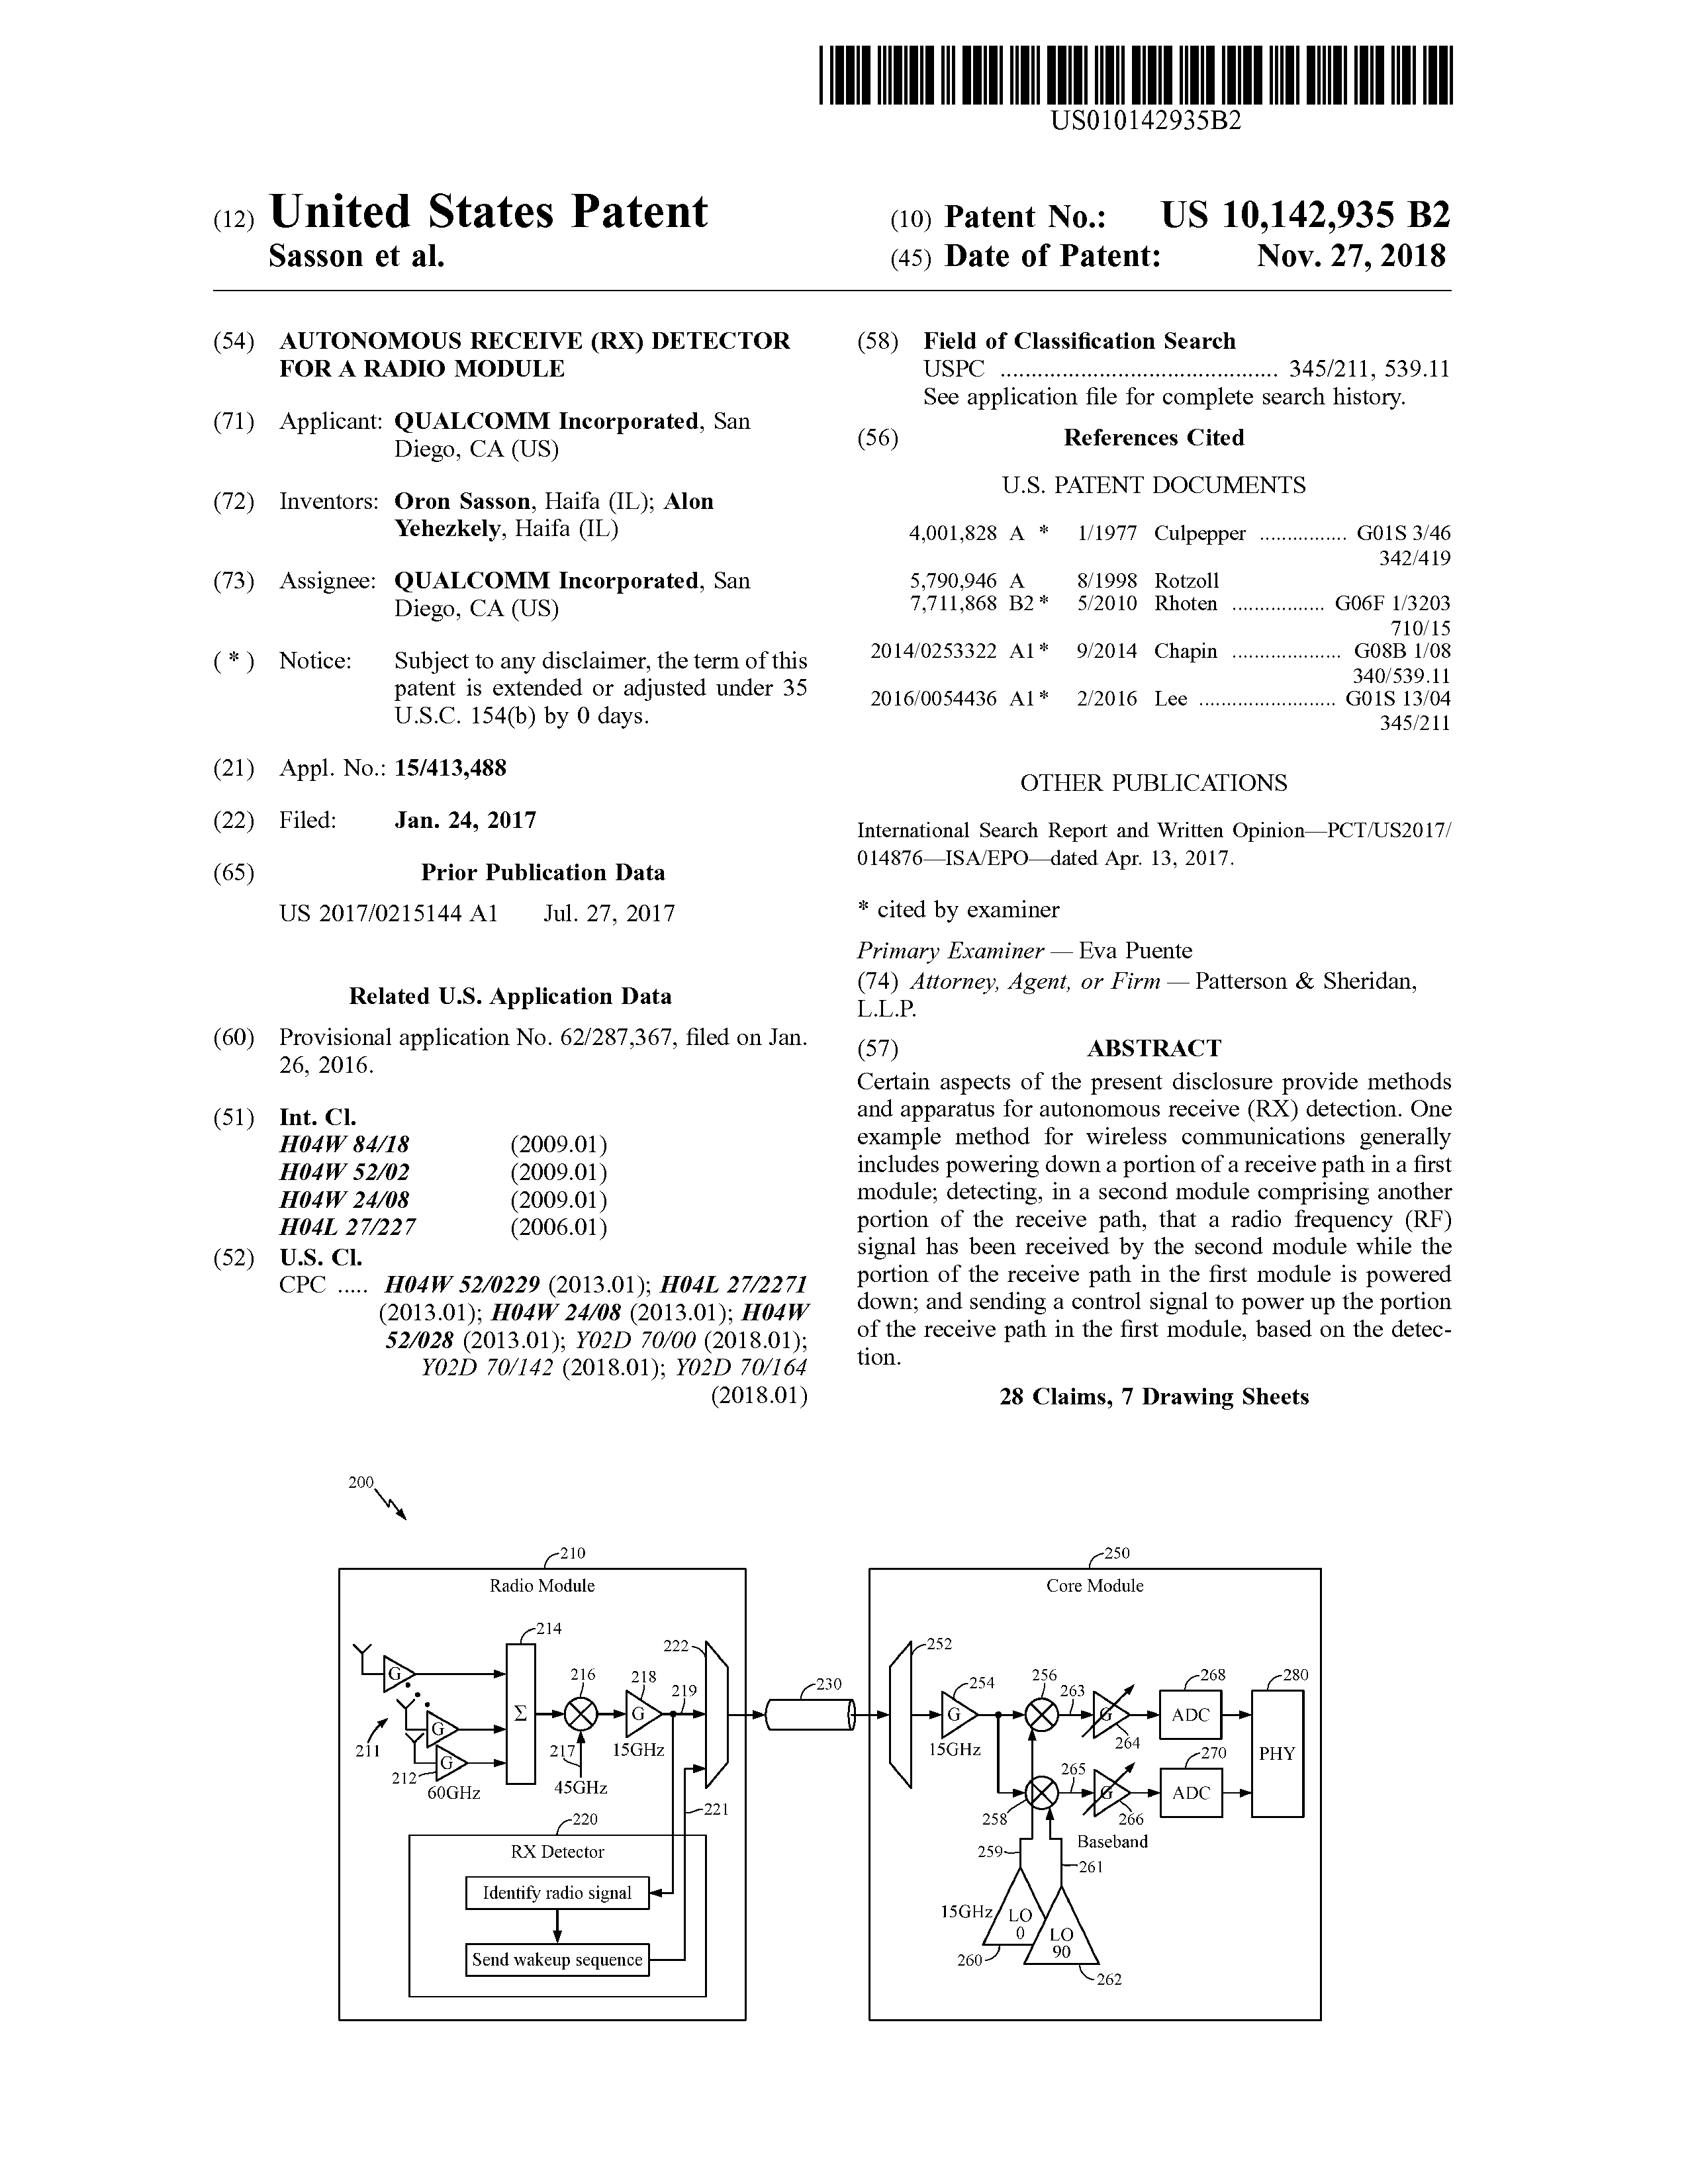 US010142935B2
(12) United States Patent
Sasson et al.
(10) Patent No.: US 10,142,935 B2
(45) Date of Patent: Nov. 27, 2018
(54) AUTONOMOUS RECEIVE (RX) DETECTOR
FOR A RADIO MODULE
(71) Applicant: QUALCOMM Incorporated, San
Diego, CA (US)
(72) Inventors: Oron Sasson, Haifa (IL); Alon
Yehezkely, Haifa (IL)
(73) Assignee: QUALCOMM Incorporated, San
Diego, CA (US)
( * ) Notice: Subject to any disclaimer, the term of this
patent is extended or adjusted under 35
U.S.C. 154(b) by 0 days.
(21) Appl. No.: 15/413,488
(22) Filed: Jan. 24, 2017
(65) Prior Publication Data
US 2017/0215144 A1 Jul. 27, 2017
Related U.S. Application Data
(60) Provisional application No. 62/287,367, filed on Jan.
26, 2016.
(51) Int. Cl.
H04W 84/18 (2009.01)
H04W 52/02 (2009.01)
H04W 24/08 (2009.01)
H04L 27/227 (2006.01)
(52) U.S. Cl.
CPC ..... H04W 52/0229 (2013.01); H04L 27/2271
(2013.01); H04W 24/08 (2013.01); H04W
52/028 (2013.01); Y02D 70/00 (2018.01);
Y02D 70/142 (2018.01); Y02D 70/164
(2018.01)
(58) Field of Classification Search
USPC .......................................... 345/211, 539.11
See application file for complete search history.
(56) References Cited
U.S. PATENT DOCUMENTS
4,001,828 A * 1/1977 Culpepper ................ G01S 3/46
342/419
5,790,946 A 8/1998 Rotzoll
7,711,868 B2 * 5/2010 Rhoten ................. G06F 1/3203
710/15
2014/0253322 A1 * 9/2014 Chapin .................... G08B 1/08
340/539.11
2016/0054436 A1 * 2/2016 Lee ......................... G01S 13/04
345/211
OTHER PUBLICATIONS
International Search Report and Written Opinion—PCT/US2017/
014876—ISA/EPO—dated Apr. 13, 2017.
* cited by examiner
Primary Examiner — Eva Puente
(74) Attorney, Agent, or Firm — Patterson & Sheridan,
L.L.P.
(57) ABSTRACT
Certain aspects of the present disclosure provide methods
and apparatus for autonomous receive (RX) detection. One
example method for wireless communications generally
includes powering down a portion of a receive path in a first
module; detecting, in a second module comprising another
portion of the receive path, that a radio frequency (RF)
signal has been received by the second module while the
portion of the receive path in the first module is powered
down; and sending a control signal to power up the portion
of the receive path in the first module, based on the detec-
tion.
28 Claims, 7 Drawing Sheets
200
210
Radio Module
G
G
G
211
212
60GHz
214
Σ
216
217
45GHz
218
G
15GHz
219
222
221
220
RX Detector
Identify radio signal
Send wakeup sequence
230
250
Core Module
252
254
G
15GHz
256
263
G
264
268
ADC
280
PHY
258
265
G
266
270
ADC
Baseband
259
261
15GHz
LO
0
260
LO
90
262